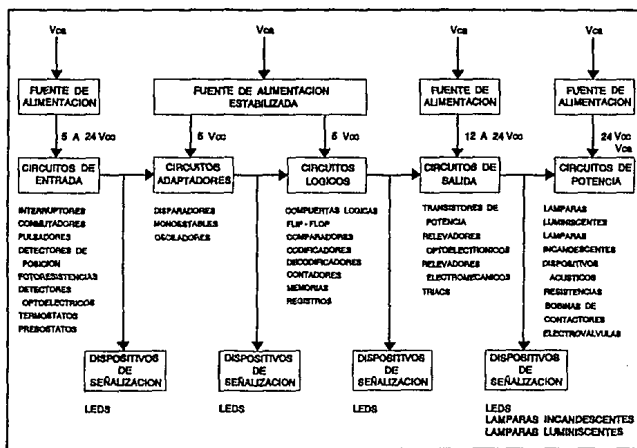 Vca Vca Vca Vca
FUENTE DE
ALIMENTACION
FUENTE DE ALIMENTACION
ESTABILIZADA
FUENTE DE
ALIMENTACION
FUENTE DE
ALIMENTACION
5 A 24 Vcc
5 Vcc
5 Vcc
12 A 24 Vcc
24 Vcc
Vca
CIRCUITOS DE
ENTRADA
CIRCUITOS
ADAPTADORES
CIRCUITOS
LOGICOS
CIRCUITOS DE
SALIDA
CIRCUITOS DE
POTENCIA
INTERRUPTORES
CONMUTADORES
PULSADORES
DETECTORES DE
POSICION
FOTORESISTENCIAS
DETECTORES
OPTOELECTRICOS
TERMOSTATOS
PRESOSTATOS
DISPARADORES
MONOESTABLES
OSCILADORES
COMPUERTAS LOGICAS
FLIP-FLOP
COMPARADORES
CODIFICADORES
DECODIFICADORES
CONTADORES
MEMORIAS
REGISTROS
TRANSISTORES DE
POTENCIA
RELEVADORES
OPTOELECTRONICOS
RELEVADORES
ELECTROMECANICOS
TRIACS
LAMPARAS
LUMINISCENTES
LAMPARAS
INCANDESCENTES
DISPOSITIVOS
ACUSTICOS
RESISTENCIAS
BOBINAS DE
CONTACTORES
ELECTROVALVULAS
DISPOSITIVOS
DE
SEÑALIZACION
LEDS
DISPOSITIVOS
DE
SEÑALIZACION
LEDS
DISPOSITIVOS
DE
SEÑALIZACION
LEDS
DISPOSITIVOS
DE
SEÑALIZACION
LEDS
LAMPARAS INCANDESCENTES
LAMPARAS LUMINISCENTES